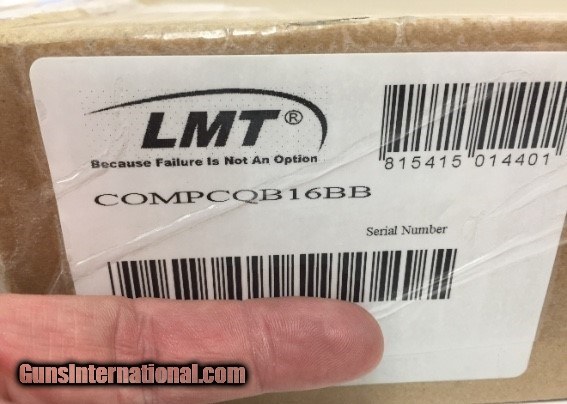 LMT®
815415 014401
Because Failure Is Not An Option
COMPCQB16BB
Serial Number
GunsInternational.com